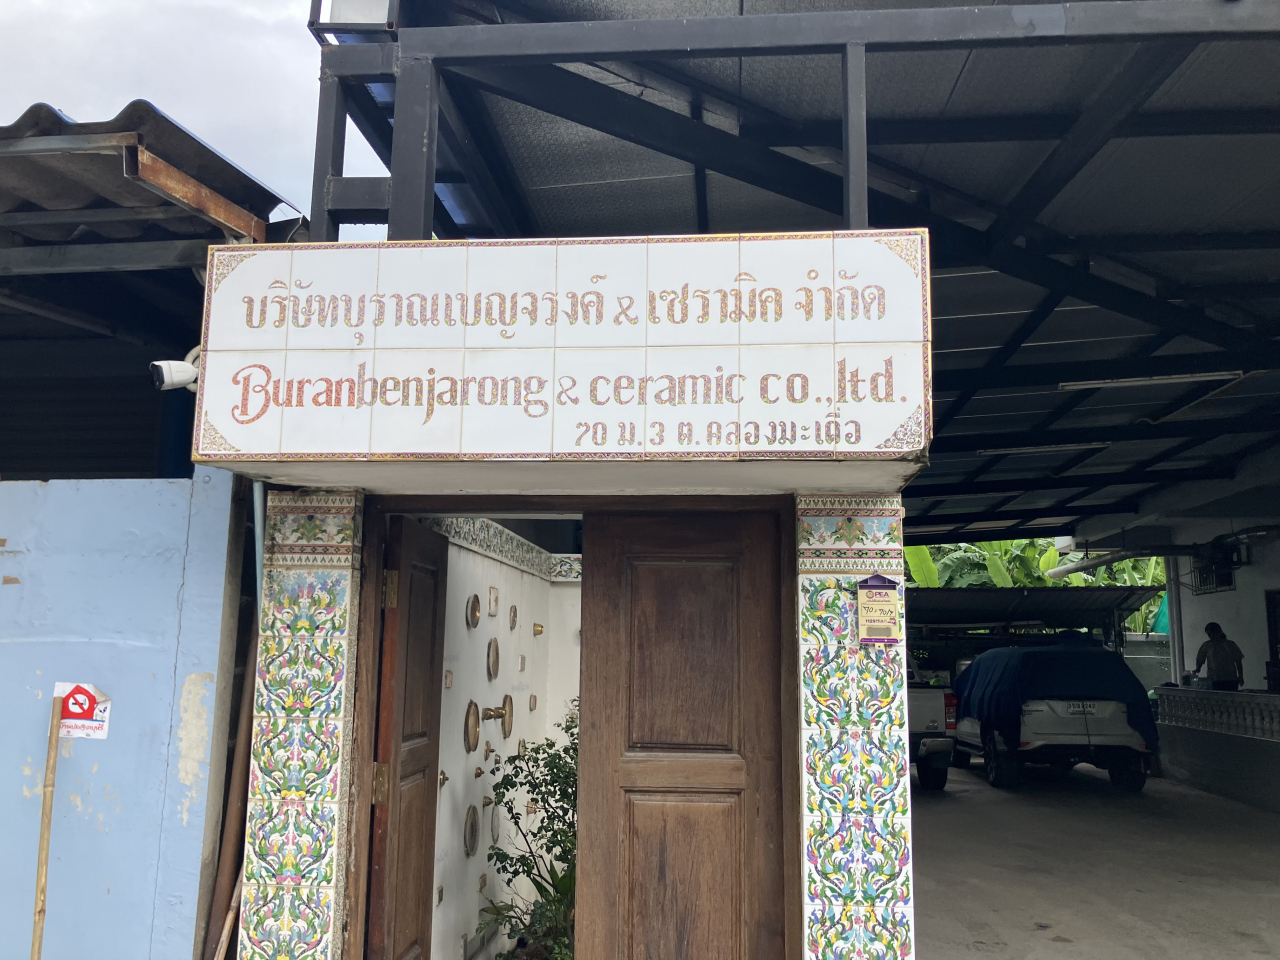 บริษัทบุราณเบญจรงค์ & เซรามิค จำกัด
Buranbenjarong & ceramic co.,ltd.
70 ม.3 ต.คลองมะเดื่อ
PEA